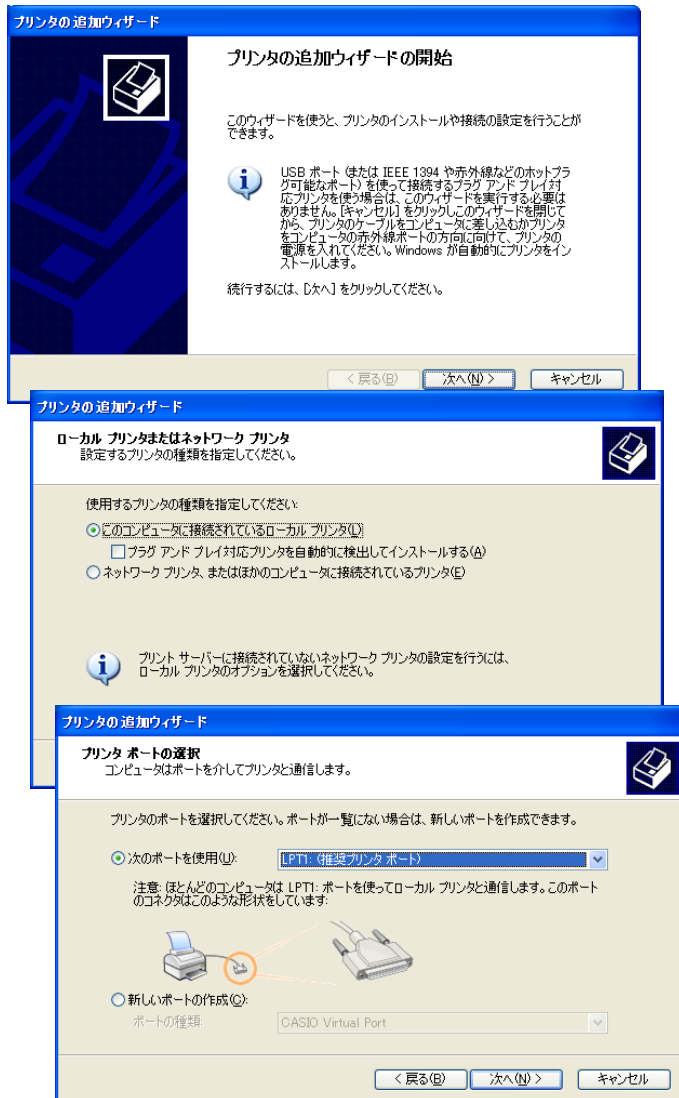 プリンタの追加ウィザード
プリンタの追加ウィザードの開始
このウィザードを使うと、プリンタのインストールや接続の設定を行うことが
できます。
USB ポート (または IEEE 1394 や赤外線などのホットプラ
グ可能なポート) を使って接続するプラグ アンド プレイ対
応プリンタを使う場合は、このウィザードを実行する必要は
ありません。[キャンセル] をクリックしこのウィザードを閉じて
から、プリンタのケーブルをコンピュータに差し込むかプリンタ
をコンピュータの赤外線ポートの方向に向けて、プリンタの
電源を入れてください。Windows が自動的にプリンタをイン
ストールします。
続行するには、[次へ] をクリックしてください。
< 戻る(B)
次へ(N) >
キャンセル
プリンタの追加ウィザード
ローカル プリンタまたはネットワーク プリンタ
設定するプリンタの種類を指定してください。
使用するプリンタの種類を指定してください:
このコンピュータに接続されているローカル プリンタ(L)
プラグ アンド プレイ対応プリンタを自動的に検出してインストールする(A)
ネットワーク プリンタ、またはほかのコンピュータに接続されているプリンタ(E)
プリント サーバーに接続されていないネットワーク プリンタの設定を行うには、
ローカル プリンタのオプションを選択してください。
プリンタの追加ウィザード
プリンタ ポートの選択
コンピュータはポートを介してプリンタと通信します。
プリンタのポートを選択してください。ポートが一覧にない場合は、新しいポートを作成できます。
次のポートを使用(U):
LPT1: (推奨プリンタ ポート)
注意: ほとんどのコンピュータは LPT1: ポートを使ってローカル プリンタと通信します。このポート
のコネクタはこのような形状をしています:
新しいポートの作成(C):
ポートの種類:
CASIO Virtual Port
< 戻る(B)
次へ(N) >
キャンセル